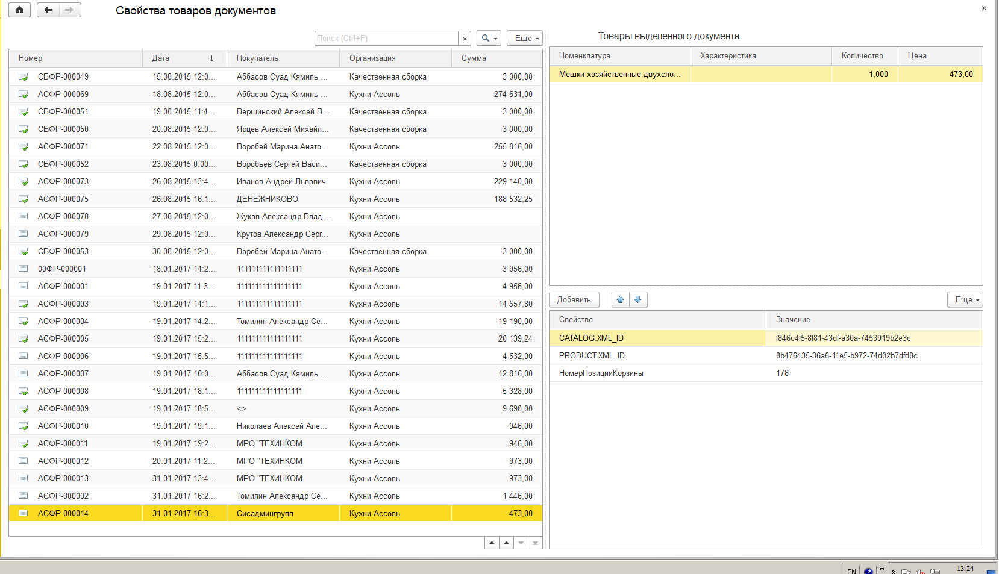 Свойства товаров документов
×
Поиск (Ctrl+F) × Еще
Номер Дата ↓ Покупатель Организация Сумма
СБФР-000049 15.08.2015 12:0... Аббасов Суад Кямиль ... Качественная сборка 3 000,00
АСФР-000069 18.08.2015 12:0... Аббасов Суад Кямиль ... Кухни Ассоль 274 531,00
СБФР-000051 19.08.2015 11:4... Вершинский Алексей В... Качественная сборка 3 000,00
СБФР-000050 20.08.2015 12:0... Ярцев Алексей Михайл... Качественная сборка 3 000,00
АСФР-000071 22.08.2015 12:0... Воробей Марина Анато... Кухни Ассоль 255 816,00
СБФР-000052 23.08.2015 0:00... Воробьев Сергей Васи... Качественная сборка 3 000,00
АСФР-000073 26.08.2015 13:4... Иванов Андрей Львович Кухни Ассоль 229 140,00
АСФР-000075 26.08.2015 16:1... ДЕНЕЖНИКОВО Кухни Ассоль 188 532,25
АСФР-000078 27.08.2015 12:0... Жуков Александр Влад... Кухни Ассоль
АСФР-000079 29.08.2015 12:0... Крутов Александр Серг... Кухни Ассоль
СБФР-000053 30.08.2015 12:0... Воробей Марина Анато... Качественная сборка 3 000,00
00ФР-000001 18.01.2017 14:2... 111111111111111111 Кухни Ассоль 3 956,00
АСФР-000001 19.01.2017 11:3... 111111111111111111 Кухни Ассоль 4 956,00
АСФР-000003 19.01.2017 14:1... 111111111111111111 Кухни Ассоль 14 557,80
АСФР-000004 19.01.2017 14:2... Томилин Александр Се... Кухни Ассоль 19 190,00
АСФР-000005 19.01.2017 15:2... 111111111111111111 Кухни Ассоль 20 139,24
АСФР-000006 19.01.2017 15:5... 111111111111111111 Кухни Ассоль 4 532,00
АСФР-000007 19.01.2017 16:0... Аббасов Суад Кямиль ... Кухни Ассоль 12 816,00
АСФР-000008 19.01.2017 18:1... 111111111111111111 Кухни Ассоль 5 328,00
АСФР-000009 19.01.2017 18:5... <> Кухни Ассоль 9 690,00
АСФР-000010 19.01.2017 19:1... Николаев Алексей Але... Кухни Ассоль 946,00
АСФР-000011 19.01.2017 19:2... МРО "ТЕХИНКОМ Кухни Ассоль 946,00
АСФР-000012 20.01.2017 11:2... МРО "ТЕХИНКОМ Кухни Ассоль 973,00
АСФР-000013 31.01.2017 13:4... МРО "ТЕХИНКОМ Кухни Ассоль 973,00
АСФР-000002 31.01.2017 16:2... Томилин Александр Се... Кухни Ассоль 1 446,00
АСФР-000014 31.01.2017 16:3... Сисадмингрупп Кухни Ассоль 473,00
Товары выделенного документа
Номенклатура Характеристика Количество Цена
Мешки хозяйственные двухсло... 1,000 473,00
Добавить Еще
Свойство Значение
CATALOG.XML_ID f846c4f5-8f81-43df-a30a-7453919b2e3c
PRODUCT.XML_ID 8b476435-36a6-11e5-b972-74d02b7dfd8c
НомерПозицииКорзины 178
EN ? 13:24